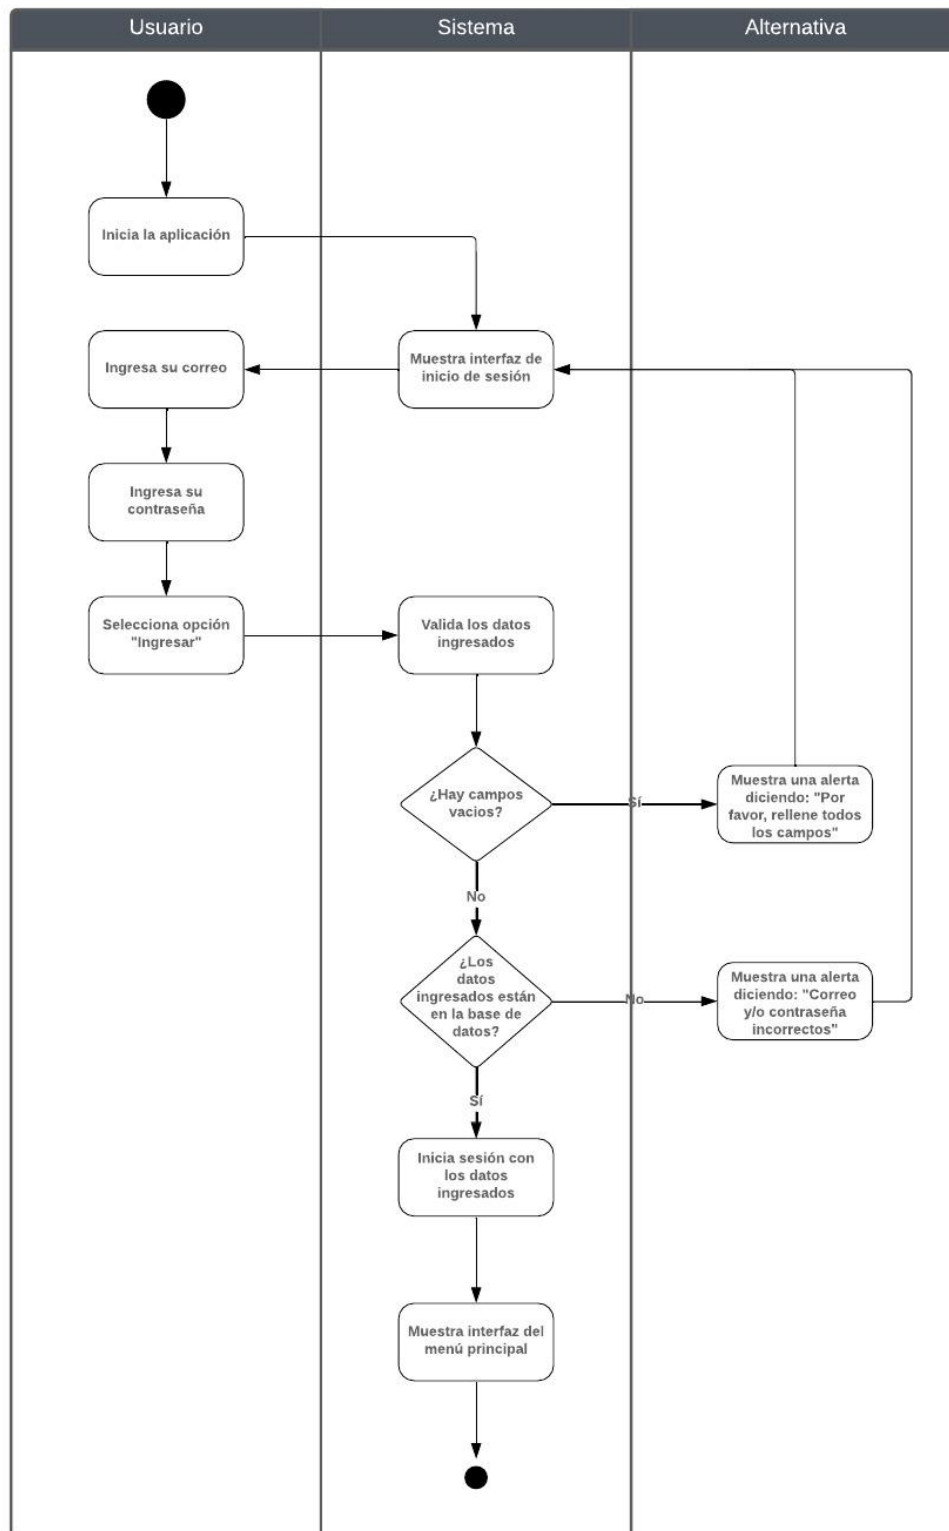 Usuario
Sistema
Alternativa
Inicia la aplicación
Muestra interfaz de
inicio de sesión
Ingresa su correo
Ingresa su
contraseña
Selecciona opción
"Ingresar"
Valida los datos
ingresados
¿Hay campos
vacios?
Sí
Muestra una alerta
diciendo: "Por
favor, rellene todos
los campos"
No
¿Los
datos
ingresados están
en la base de
datos?
No
Muestra una alerta
diciendo: "Correo
y/o contraseña
incorrectos"
Sí
Inicia sesión con
los datos
ingresados
Muestra interfaz del
menú principal